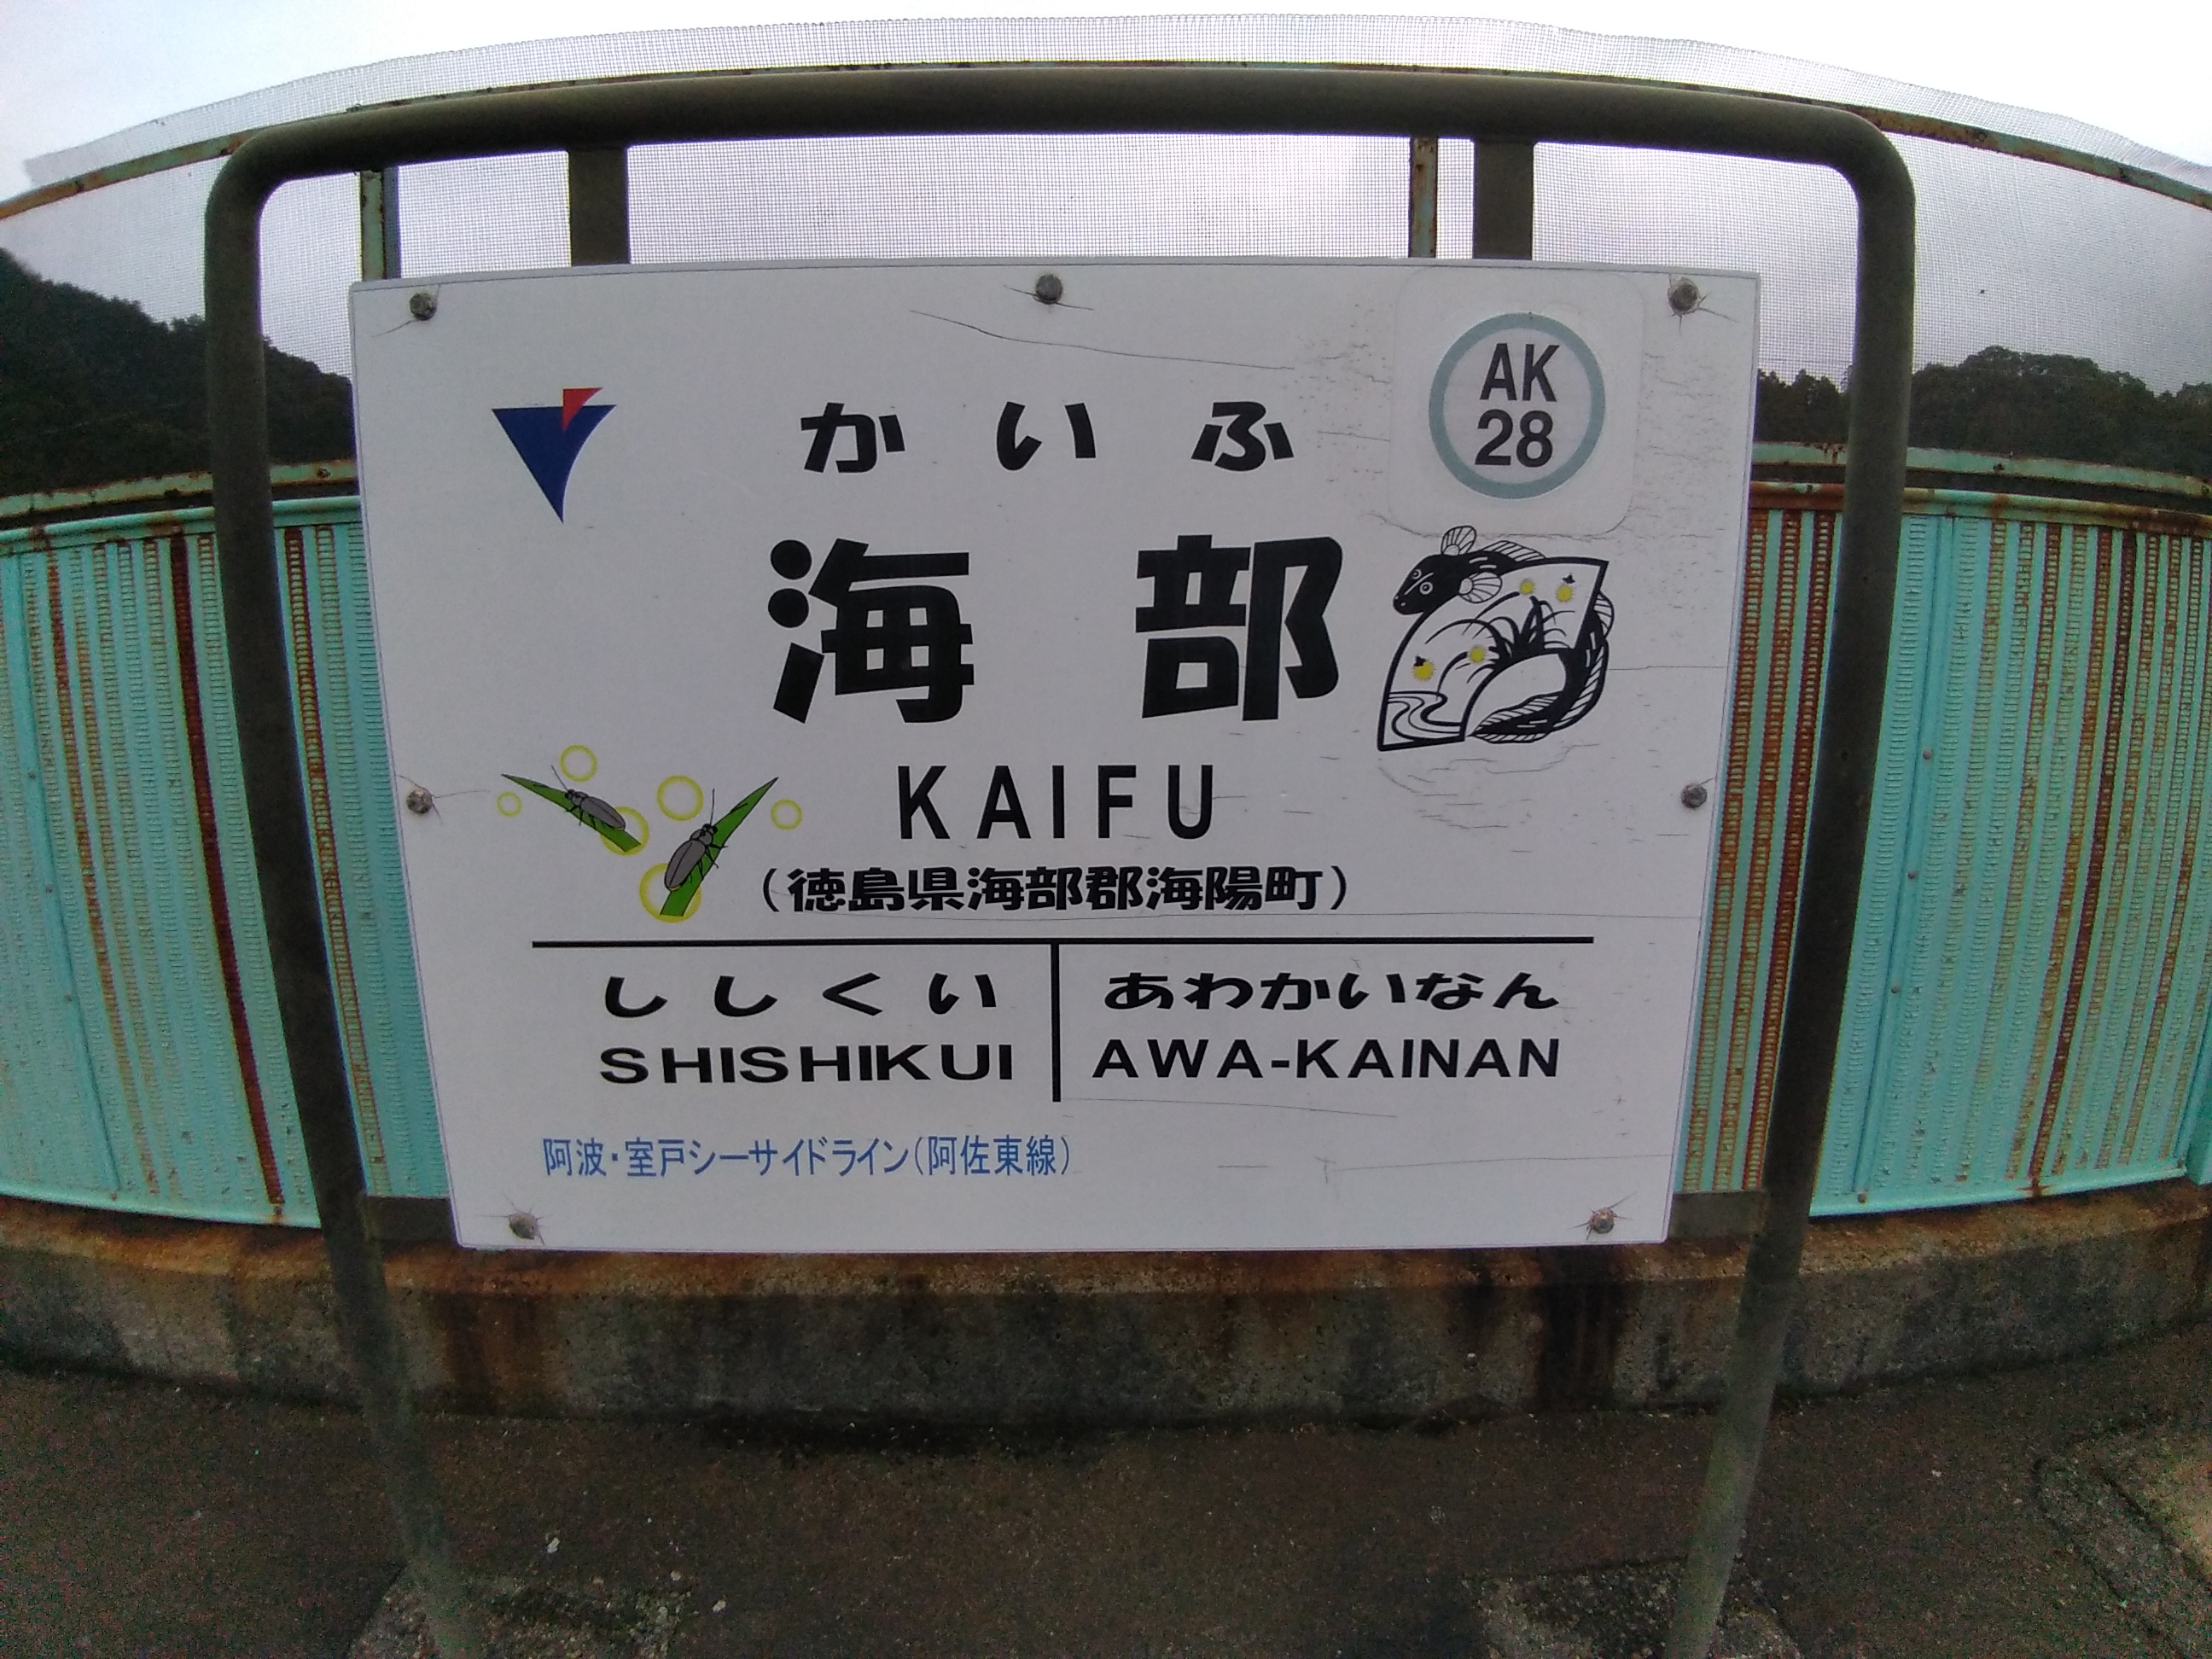 AK
28
かいふ
海部
KAIFU
(徳島県海部郡海陽町)
ししくい
SHISHIKUI
あわかいなん
AWA-KAINAN
阿波・室戸シーサイドライン(阿佐東線)